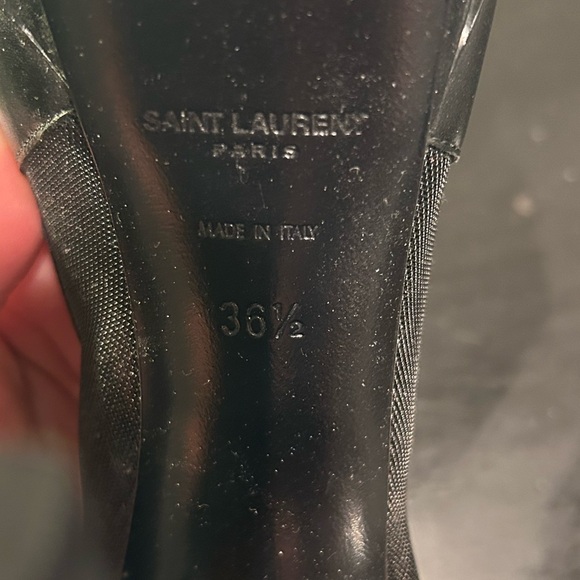 SAINT LAURENT
PARIS
MADE IN ITALY
36½